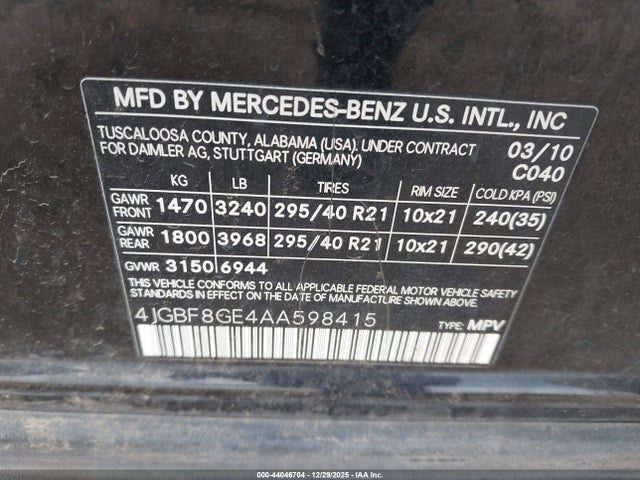 MFD BY MERCEDES-BENZ U.S. INTL., INC
TUSCALOOSA COUNTY, ALABAMA (USA), UNDER CONTRACT
FOR DAIMLER AG, STUTTGART (GERMANY)
03/10
C040
KG LB TIRES RIM SIZE COLD KPA (PSI)
GAWR FRONT 1470 3240 295/40 R21 10x21 240(35)
GAWR REAR 1800 3968 295/40 R21 10x21 290(42)
GVWR 3150 6944
THIS VEHICLE CONFORMS TO ALL APPLICABLE FEDERAL MOTOR VEHICLE SAFETY
STANDARDS IN EFFECT ON THE DATE OF MANUFACTURE SHOWN ABOVE.
4JGBF8GE4AA598415 TYPE: MPV
000-44046704 - 12/29/2025 - IAA Inc.